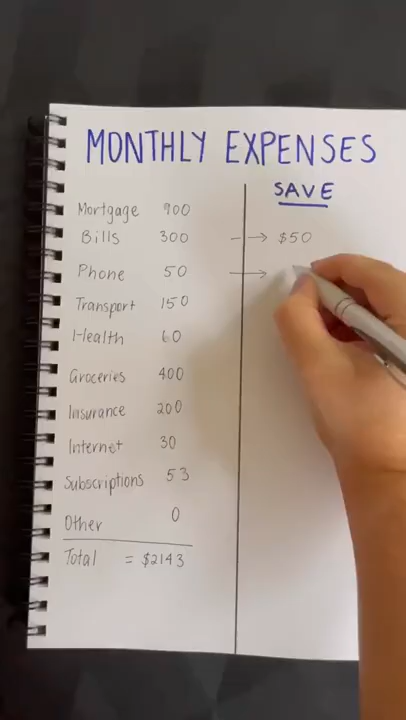 MONTHLY EXPENSES
SAVE
Mortgage 900
Bills 300 → $50
Phone 50 →
Transport 150
Health 60
Groceries 400
Insurance 200
Internet 30
Subscriptions 53
Other 0
Total = $2143